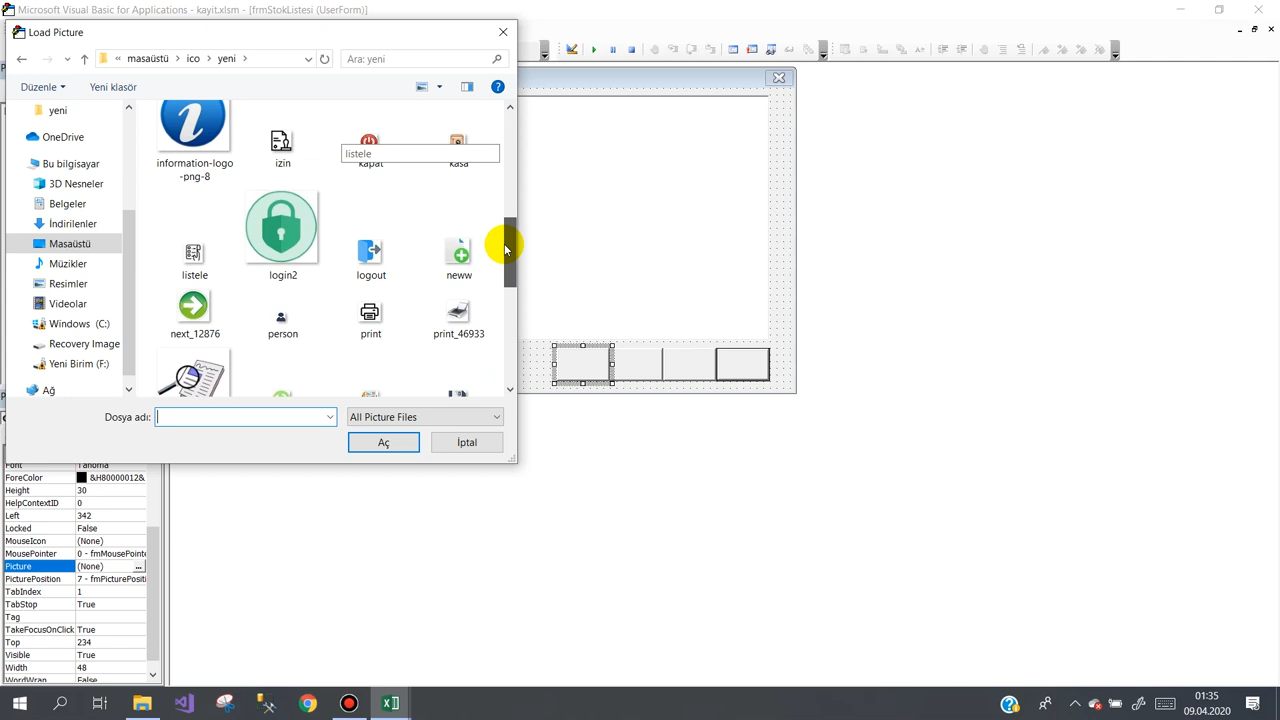 Microsoft Visual Basic for Applications - kayit.xlsm - [frmStokListesi (UserForm)]
Load Picture
« masaüstü › ico › yeni ›
Ara: yeni
Düzenle
Yeni klasör
yeni
OneDrive
Bu bilgisayar
3D Nesneler
Belgeler
İndirilenler
Masaüstü
Müzikler
Resimler
Videolar
Windows (C:)
Recovery Image
Yeni Birim (F:)
Ağ
information-logo
-png-8
izin
kapat
kasa
listele
listele
login2
logout
neww
next_12876
person
print
print_46933
Dosya adı:
All Picture Files
Aç
İptal
Font Tahoma
ForeColor &H80000012&
Height 30
HelpContextID 0
Left 342
Locked False
MouseIcon (None)
MousePointer 0 - fmMousePointe
Picture (None) ...
PicturePosition 7 - fmPicturePositi
TabIndex 1
TabStop True
Tag
TakeFocusOnClick True
Top 234
Visible True
Width 48
WordWrap False
01:35
09.04.2020